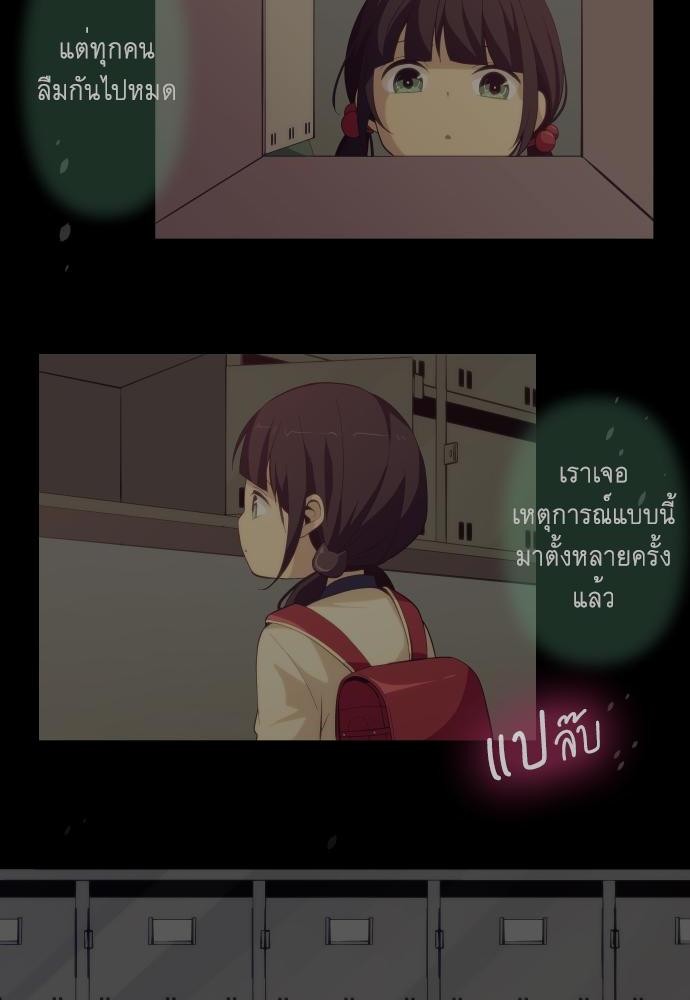 แต่ทุกคน
ลืมกันไปหมด
เราเจอ
เหตุการณ์แบบนี้
มาตั้งหลายครั้ง
แล้ว
แปล๊บ